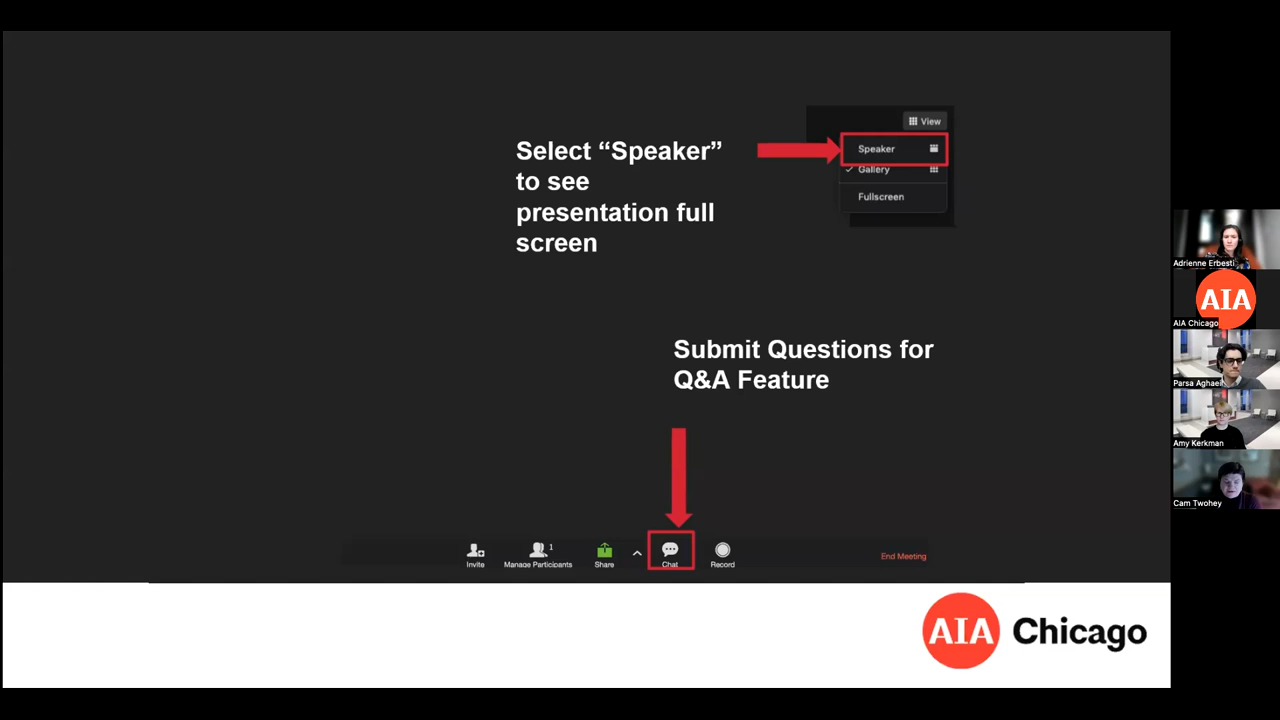 View
Select “Speaker”
to see
presentation full
screen
Speaker
Gallery
Fullscreen
Submit Questions for
Q&A Feature
1
Invite
Manage Participants
Share
Chat
Record
End Meeting
AIA Chicago
Adrienne Erbesti
AIA
AIA Chicago
Parsa Aghaei
Amy Kerkman
Cam Twohey